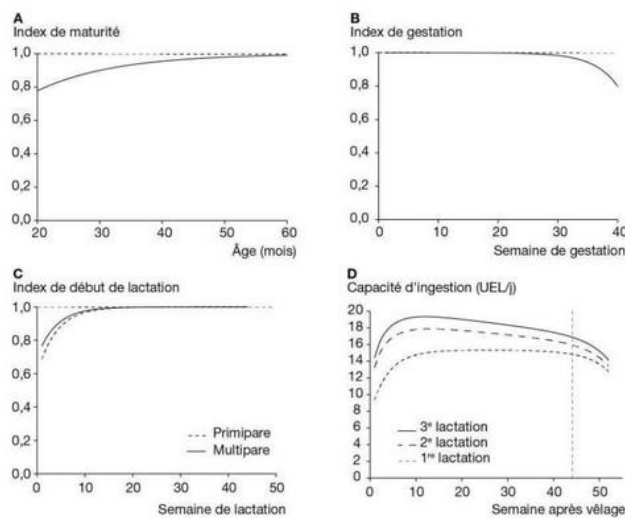 A
Index de maturité
1,0
0,8
0,6
0,4
0,2
0,0
20 30 40 50 60
Âge (mois)
B
Index de gestation
1,0
0,8
0,6
0,4
0,2
0,0
0 10 20 30 40
Semaine de gestation
C
Index de début de lactation
1,0
0,8
0,6
0,4
0,2
0,0
Primipare
Multipare
0 10 20 30 40 50
Semaine de lactation
D
Capacité d'ingestion (UEL/j)
20
18
16
14
12
10
8
6
4
2
0
3e lactation
2e lactation
1re lactation
0 10 20 30 40 50
Semaine après vêlage